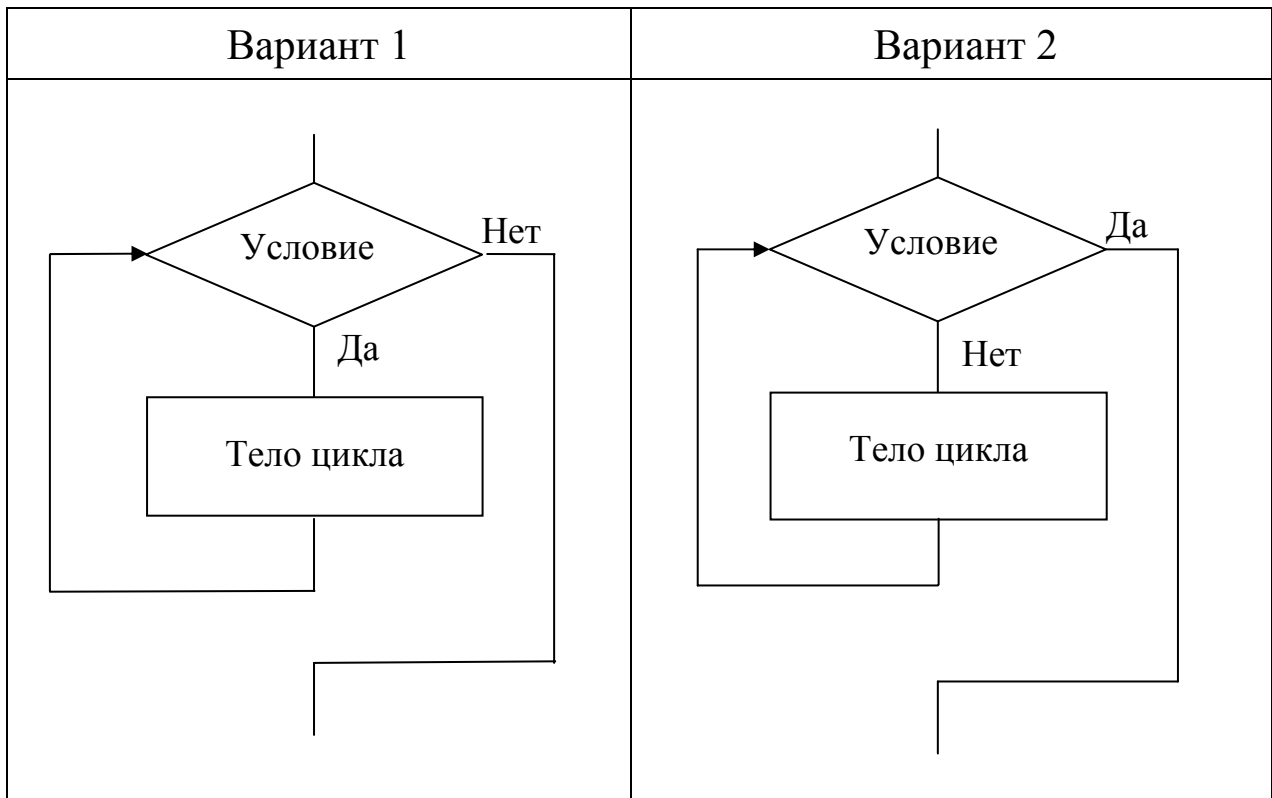 Вариант 1
Вариант 2
Условие
Нет
Да
Тело цикла
Условие
Да
Нет
Тело цикла